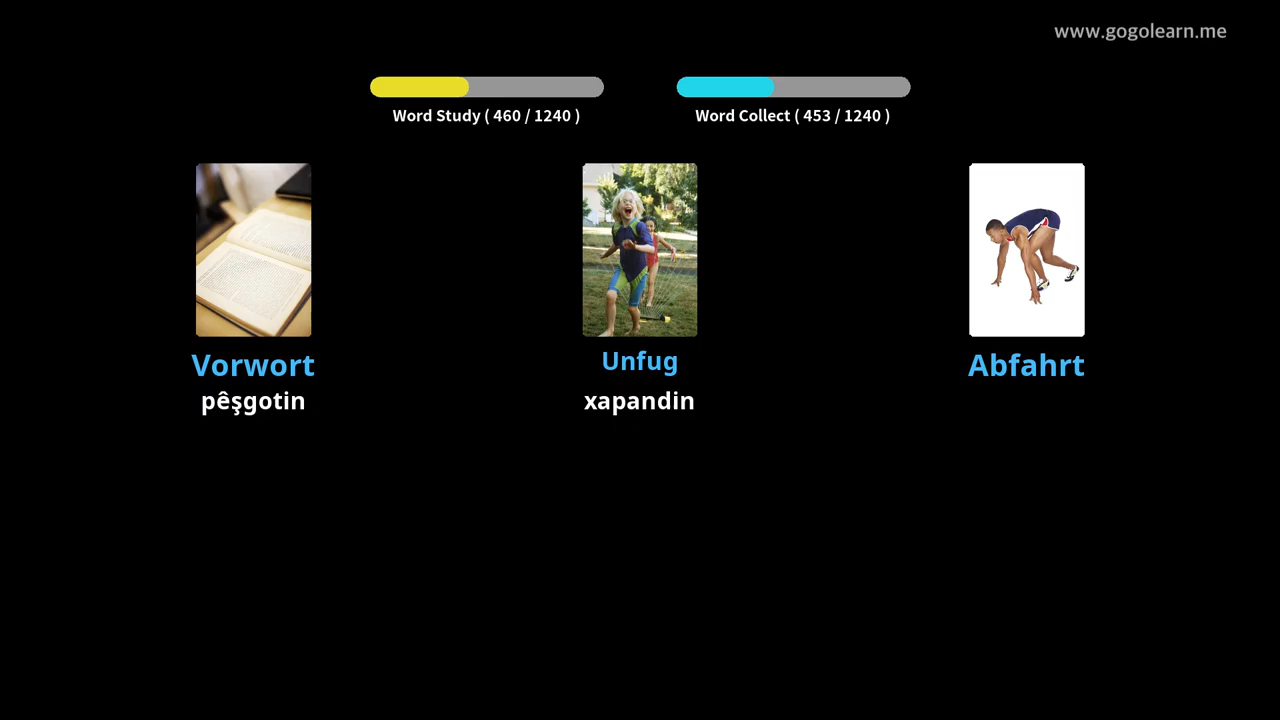 www.gogolearn.me
Word Study ( 460 / 1240 )
Word Collect ( 453 / 1240 )
Vorwort
pêşgotin
Unfug
xapandin
Abfahrt